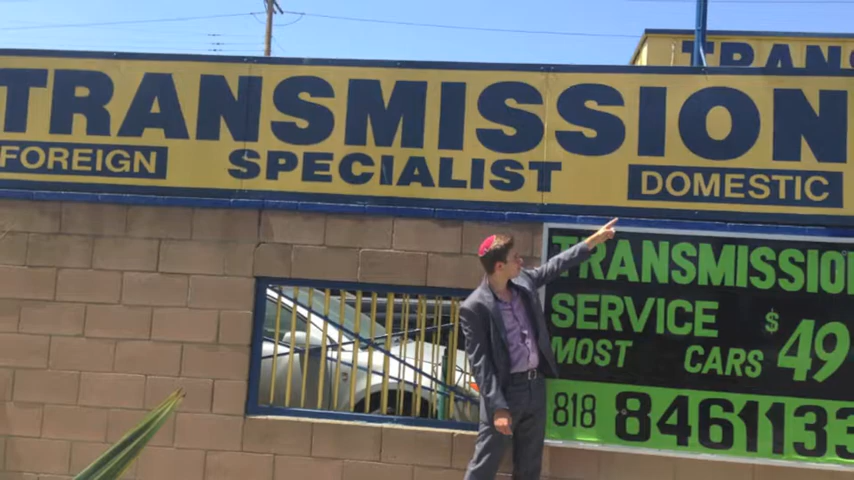 TRANSMISSION
FOREIGN SPECIALIST DOMESTIC
TRANSMISSION
SERVICE $49
MOST CARS
818 8461133